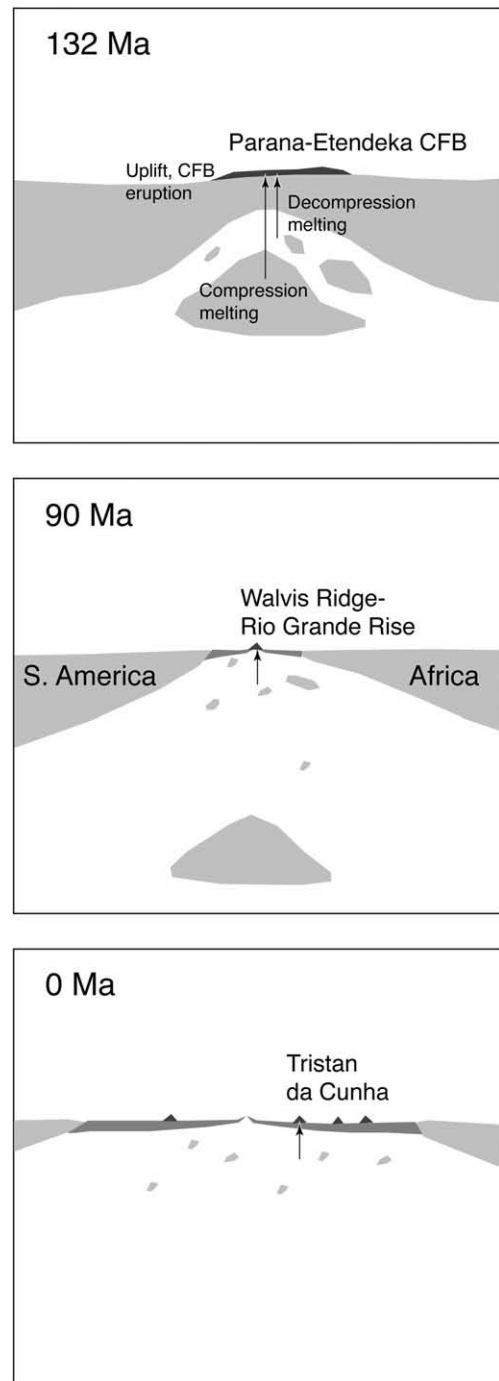 132 Ma
Parana-Etendeka CFB
Uplift, CFB
eruption
Decompression
melting
Compression
melting
90 Ma
Walvis Ridge-
Rio Grande Rise
S. America
Africa
0 Ma
Tristan
da Cunha